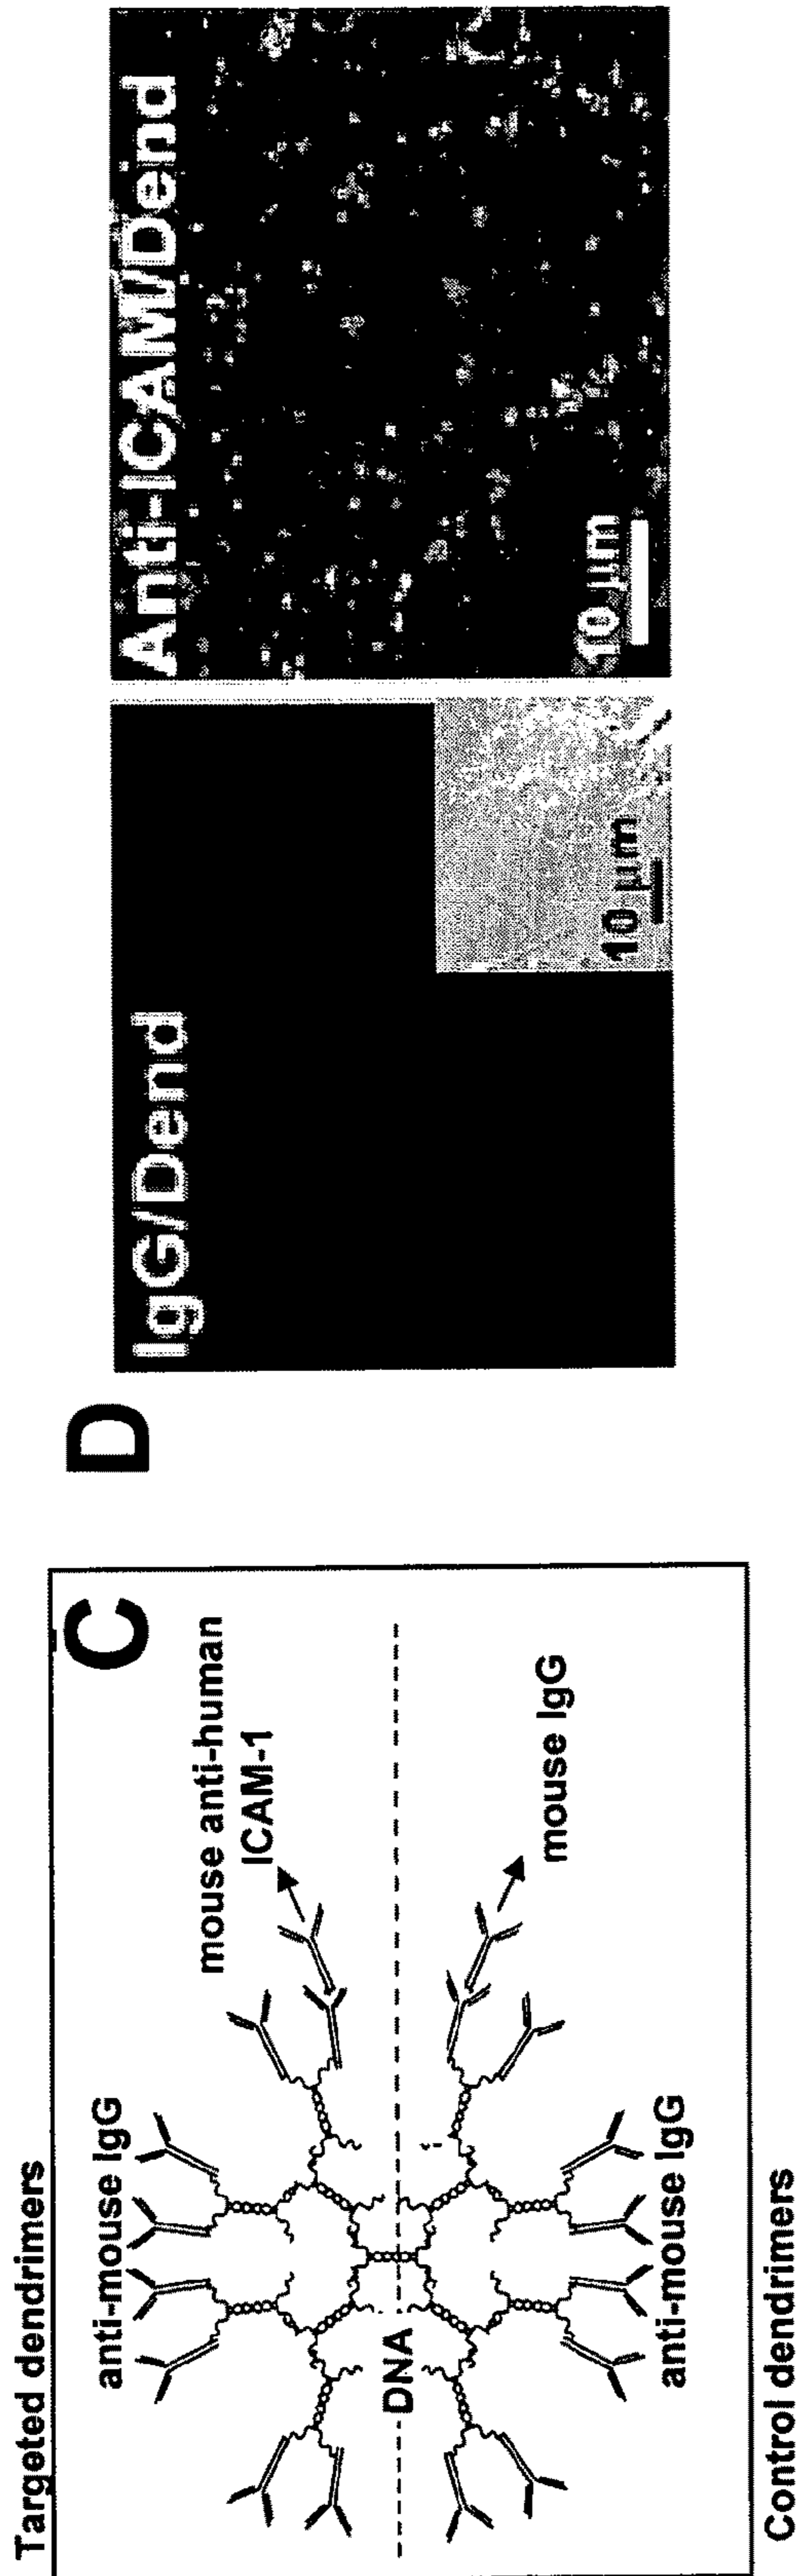 Targeted dendrimers
C
anti-mouse IgG
mouse anti-human
ICAM-1
DNA
mouse IgG
anti-mouse IgG
Control dendrimers
D
IgG/Dend
10 µm
Anti-ICAM/Dend
10 µm